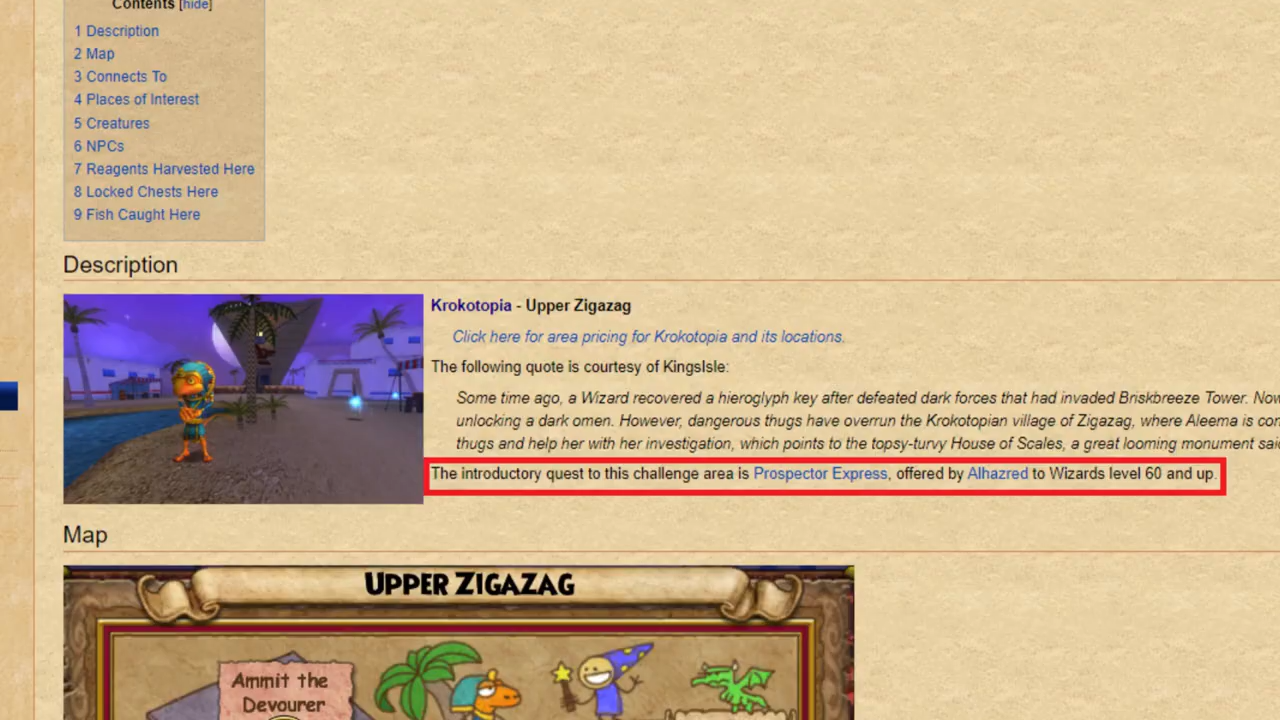 Contents [hide]
1 Description
2 Map
3 Connects To
4 Places of Interest
5 Creatures
6 NPCs
7 Reagents Harvested Here
8 Locked Chests Here
9 Fish Caught Here
Description
Krokotopia - Upper Zigazag
Click here for area pricing for Krokotopia and its locations.
The following quote is courtesy of KingsIsle:
Some time ago, a Wizard recovered a hieroglyph key after defeated dark forces that had invaded Briskbreeze Tower. Now
unlocking a dark omen. However, dangerous thugs have overrun the Krokotopian village of Zigazag, where Aleema is con
thugs and help her with her investigation, which points to the topsy-turvy House of Scales, a great looming monument said
The introductory quest to this challenge area is Prospector Express, offered by Alhazred to Wizards level 60 and up.
Map
UPPER ZIGAZAG
Ammit the
Devourer